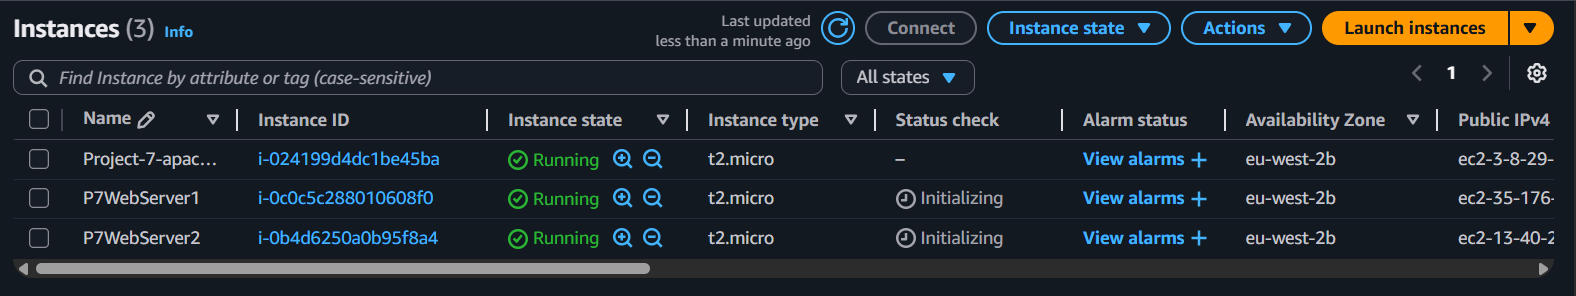 Instances (3) Info
Last updated
less than a minute ago
Connect
Instance state
Actions
Launch instances
Find Instance by attribute or tag (case-sensitive)
All states
1
Name Instance ID Instance state Instance type Status check Alarm status Availability Zone Public IPv4
Project-7-apac... i-024199d4dc1be45ba Running t2.micro – View alarms + eu-west-2b ec2-3-8-29-
P7WebServer1 i-0c0c5c288010608f0 Running t2.micro Initializing View alarms + eu-west-2b ec2-35-176-
P7WebServer2 i-0b4d6250a0b95f8a4 Running t2.micro Initializing View alarms + eu-west-2b ec2-13-40-2